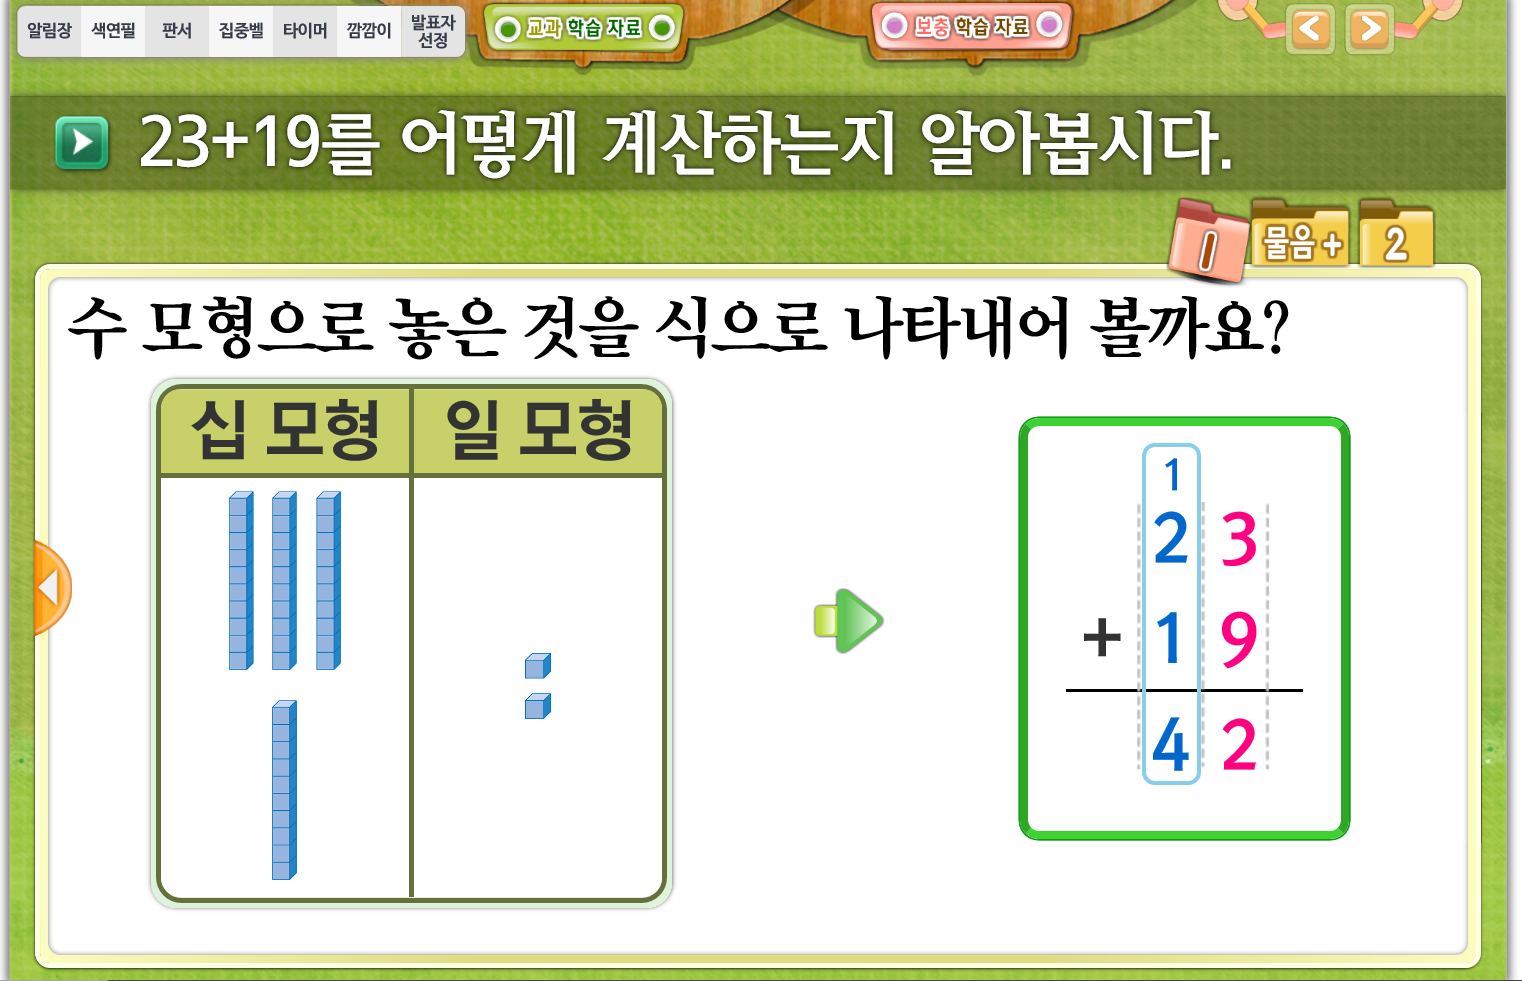 알림장 색연필 판서 집중벨 타이머 깜깜이 발표자 선정
교과 학습 자료
보충 학습 자료
23+19를 어떻게 계산하는지 알아봅시다.
1 물음+ 2
수 모형으로 놓은 것을 식으로 나타내어 볼까요?
십 모형 일 모형
1
2 3
+ 1 9
4 2